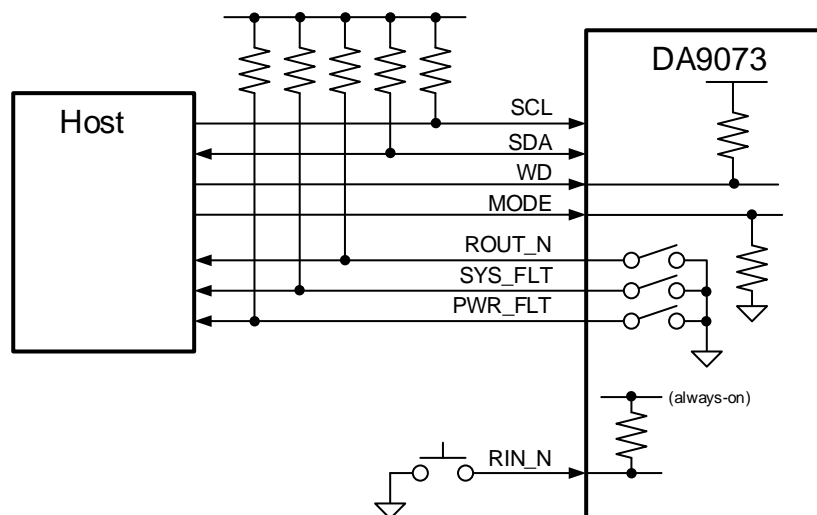 DA9073
Host
SCL
SDA
WD
MODE
ROUT_N
SYS_FLT
PWR_FLT
(always-on)
RIN_N